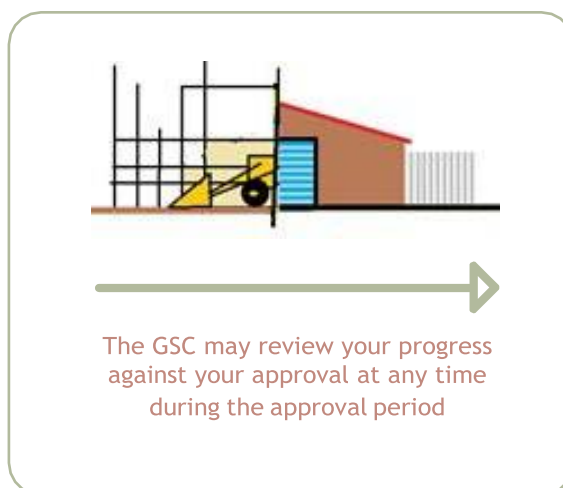 The GSC may review your progress
against your approval at any time
during the approval period